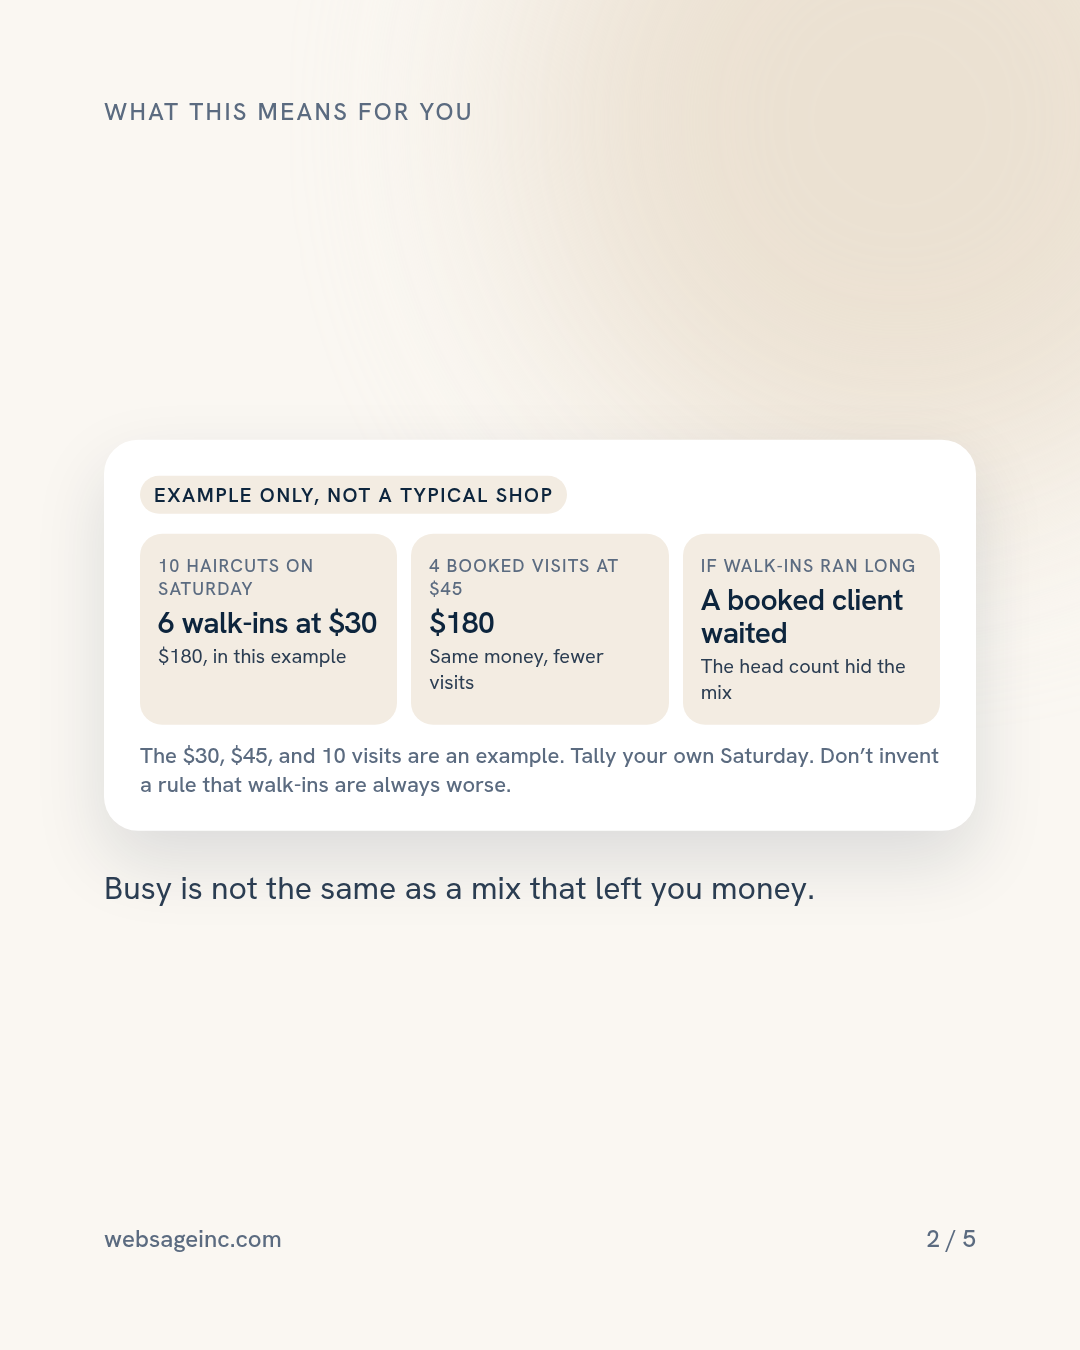 WHAT THIS MEANS FOR YOU
EXAMPLE ONLY, NOT A TYPICAL SHOP
10 HAIRCUTS ON
SATURDAY
6 walk-ins at $30
$180, in this example
4 BOOKED VISITS AT
$45
$180
Same money, fewer
visits
IF WALK-INS RAN LONG
A booked client
waited
The head count hid the
mix
The $30, $45, and 10 visits are an example. Tally your own Saturday. Don’t invent
a rule that walk-ins are always worse.
Busy is not the same as a mix that left you money.
websageinc.com
2 / 5